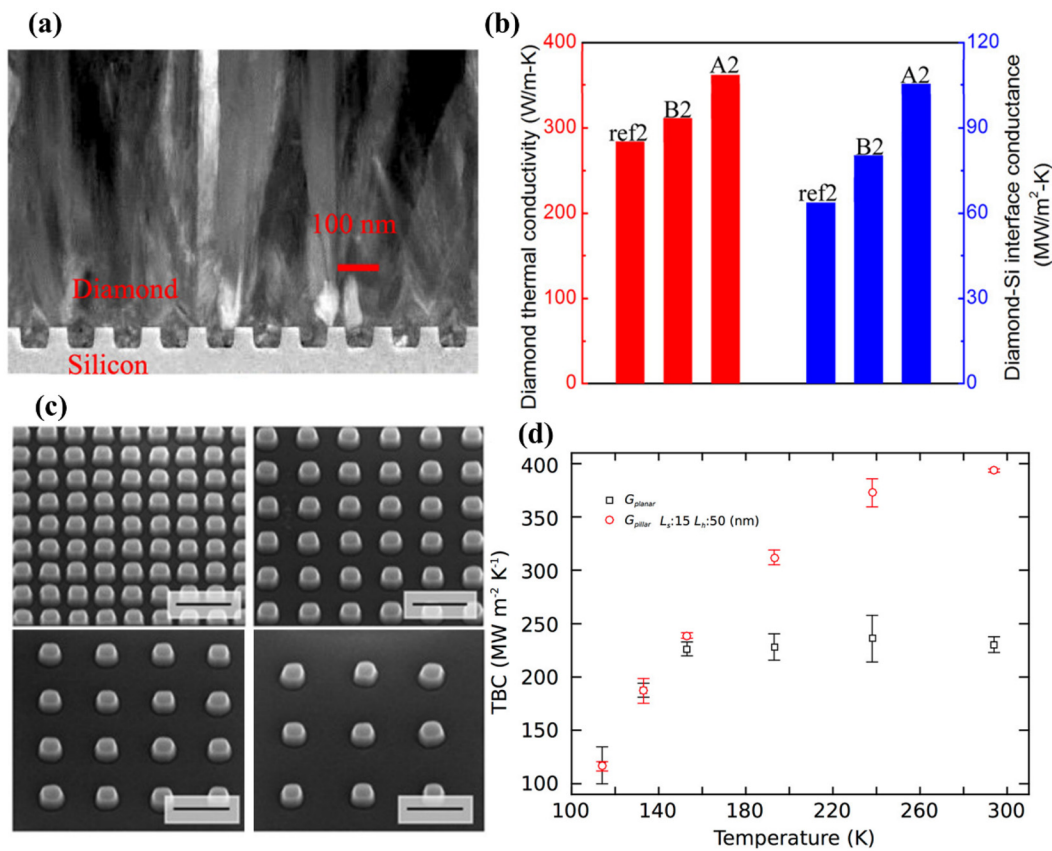 (a)
100 nm
Diamond
Silicon
(b)
Diamond thermal conductivity (W/m-K)
400
300
200
100
0
ref2
B2
A2
ref2
B2
A2
120
90
60
30
0
Diamond-Si interface conductance
(MW/m²-K)
(c)
(d)
TBC (MW m⁻² K⁻¹)
400
350
300
250
200
150
100
G_planar
G_pillar L_s:15 L_h:50 (nm)
100 140 180 220 260 300
Temperature (K)